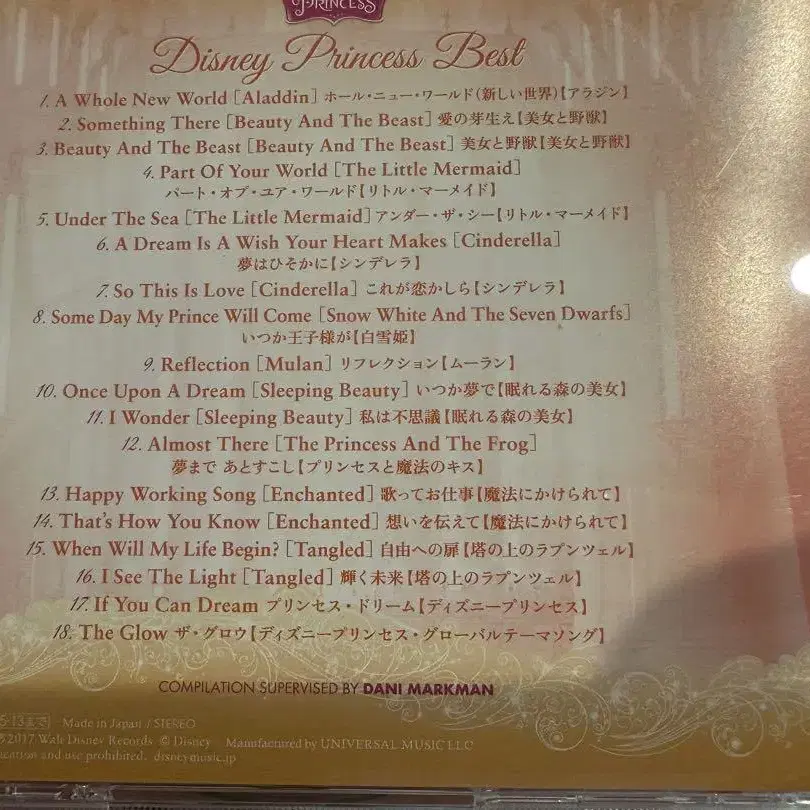 PRINCESS
Disney Princess Best
1. A Whole New World [Aladdin] ホール・ニュー・ワールド(新しい世界)【アラジン】
2. Something There [Beauty And The Beast] 愛の芽生え【美女と野獣】
3. Beauty And The Beast [Beauty And The Beast] 美女と野獣【美女と野獣】
4. Part Of Your World [The Little Mermaid]
パート・オブ・ユア・ワールド【リトル・マーメイド】
5. Under The Sea [The Little Mermaid] アンダー・ザ・シー【リトル・マーメイド】
6. A Dream Is A Wish Your Heart Makes [Cinderella]
夢はひそかに【シンデレラ】
7. So This Is Love [Cinderella] これが恋かしら【シンデレラ】
8. Some Day My Prince Will Come [Snow White And The Seven Dwarfs]
いつか王子様が【白雪姫】
9. Reflection [Mulan] リフレクション【ムーラン】
10. Once Upon A Dream [Sleeping Beauty] いつか夢で【眠れる森の美女】
11. I Wonder [Sleeping Beauty] 私は不思議【眠れる森の美女】
12. Almost There [The Princess And The Frog]
夢まで あとすこし【プリンセスと魔法のキス】
13. Happy Working Song [Enchanted] 歌ってお仕事【魔法にかけられて】
14. That's How You Know [Enchanted] 想いを伝えて【魔法にかけられて】
15. When Will My Life Begin? [Tangled] 自由への扉【塔の上のラプンツェル】
16. I See The Light [Tangled] 輝く未来【塔の上のラプンツェル】
17. If You Can Dream プリンセス・ドリーム【ディズニープリンセス】
18. The Glow ザ・グロウ【ディズニープリンセス・グローバルテーマソング】
COMPILATION SUPERVISED BY DANI MARKMAN
5・13まで Made in Japan / STEREO
2017 Walt Disney Records © Disney Manufactured by UNIVERSAL MUSIC LLC
and use prohibited. disneymusic.jp